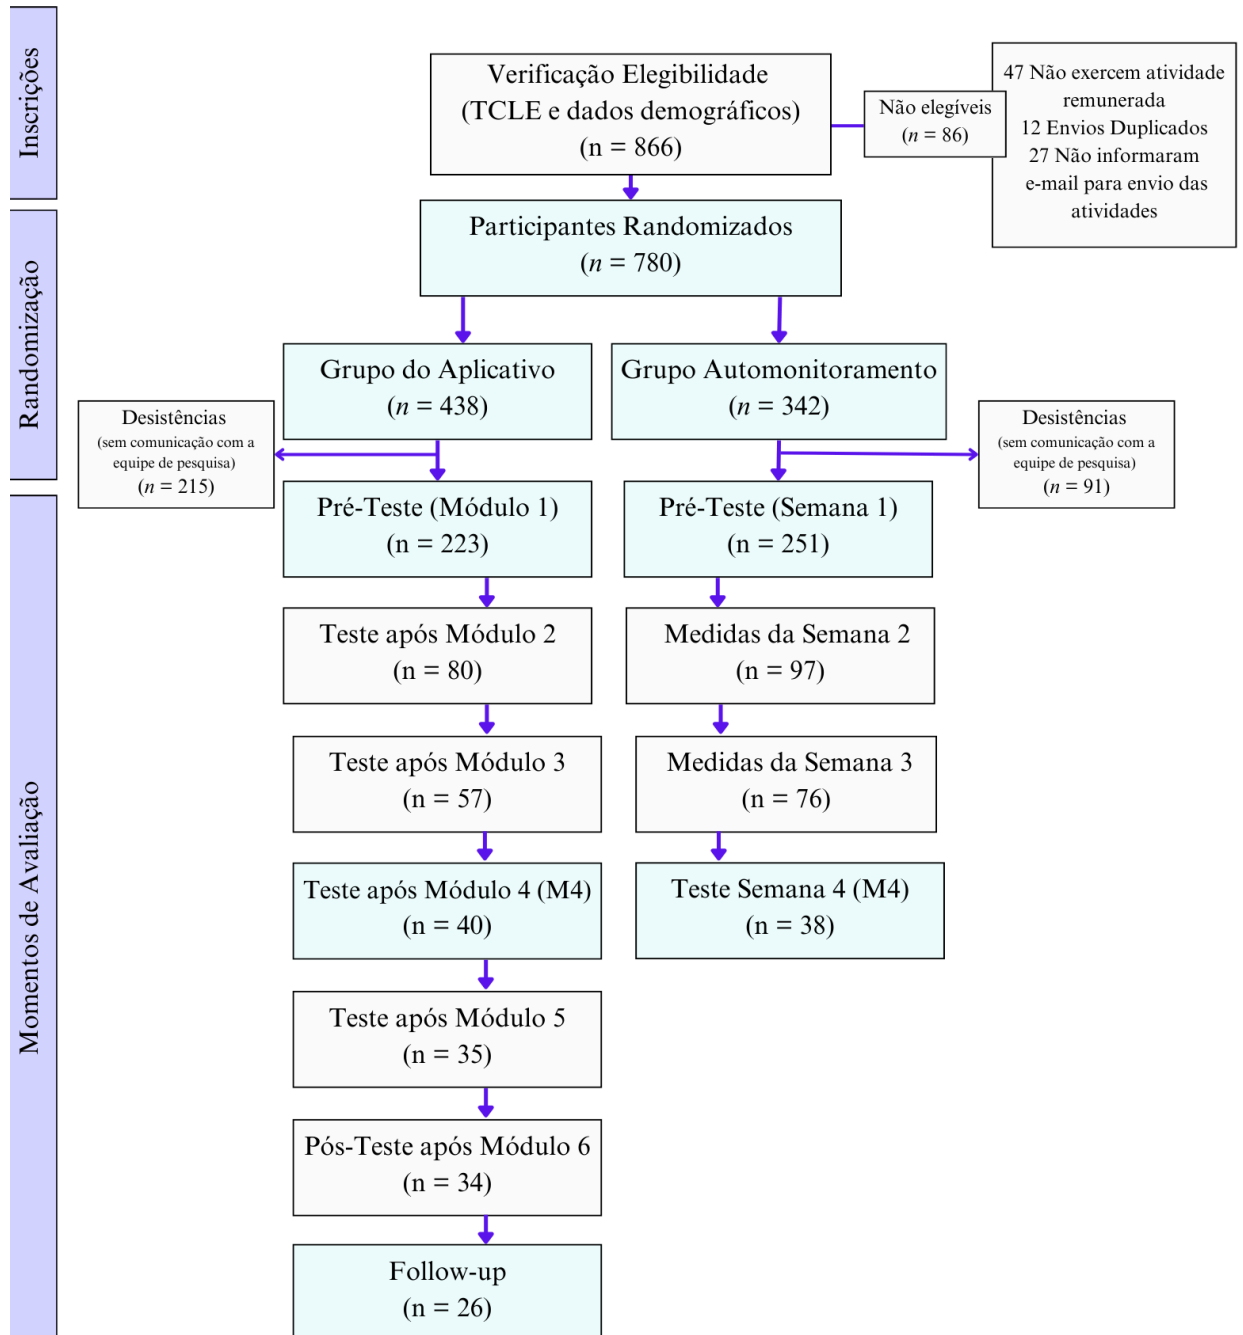 Inscrições
Verificação Elegibilidade
(TCLE e dados demográficos)
(n = 866)
Não elegíveis
(n = 86)
47 Não exercem atividade
remunerada
12 Envios Duplicados
27 Não informaram
e-mail para envio das
atividades
Randomização
Participantes Randomizados
(n = 780)
Grupo do Aplicativo
(n = 438)
Grupo Automonitoramento
(n = 342)
Desistências
(sem comunicação com a
equipe de pesquisa)
(n = 215)
Desistências
(sem comunicação com a
equipe de pesquisa)
(n = 91)
Momentos de Avaliação
Pré-Teste (Módulo 1)
(n = 223)
Pré-Teste (Semana 1)
(n = 251)
Teste após Módulo 2
(n = 80)
Medidas da Semana 2
(n = 97)
Teste após Módulo 3
(n = 57)
Medidas da Semana 3
(n = 76)
Teste após Módulo 4 (M4)
(n = 40)
Teste Semana 4 (M4)
(n = 38)
Teste após Módulo 5
(n = 35)
Pós-Teste após Módulo 6
(n = 34)
Follow-up
(n = 26)